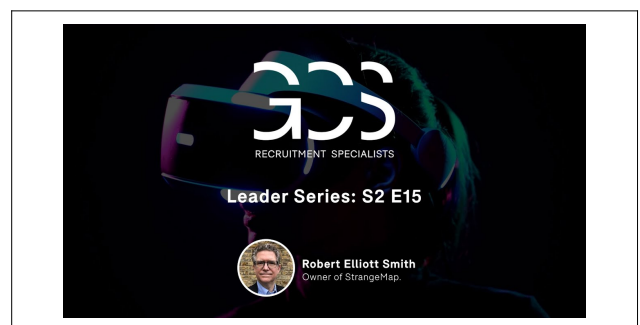 GCS
RECRUITMENT SPECIALISTS
Leader Series: S2 E15
Robert Elliott Smith
Owner of StrangeMap.